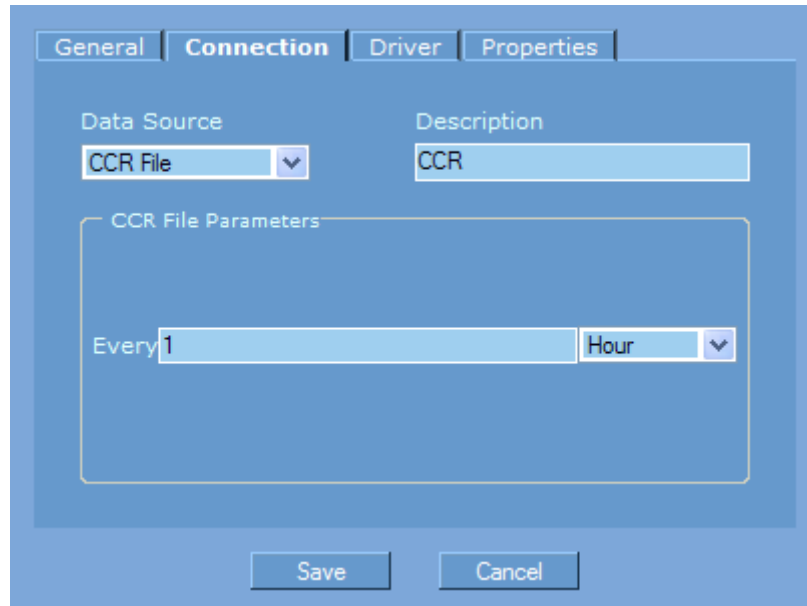 General Connection Driver Properties
Data Source Description
CCR File CCR
CCR File Parameters
Every 1 Hour
Save Cancel